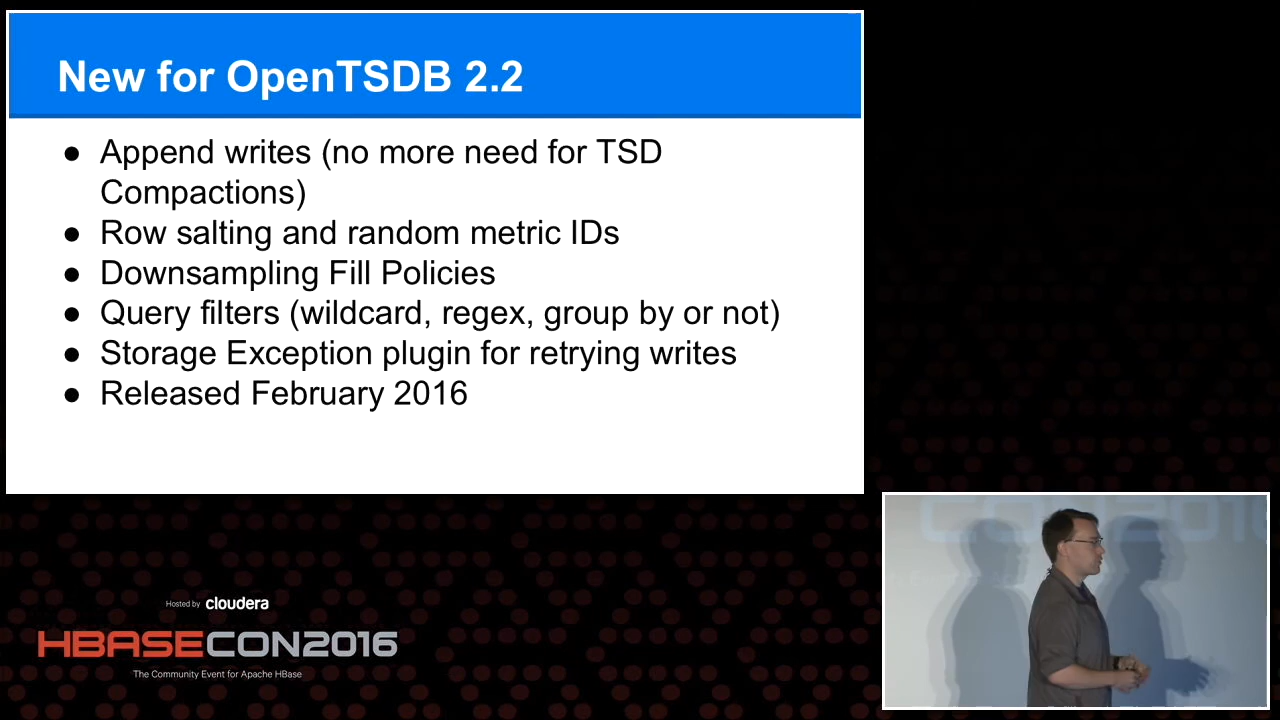 New for OpenTSDB 2.2
● Append writes (no more need for TSD
Compactions)
● Row salting and random metric IDs
● Downsampling Fill Policies
● Query filters (wildcard, regex, group by or not)
● Storage Exception plugin for retrying writes
● Released February 2016
Hosted by cloudera
HBASECON2016
The Community Event for Apache HBase
CON2016